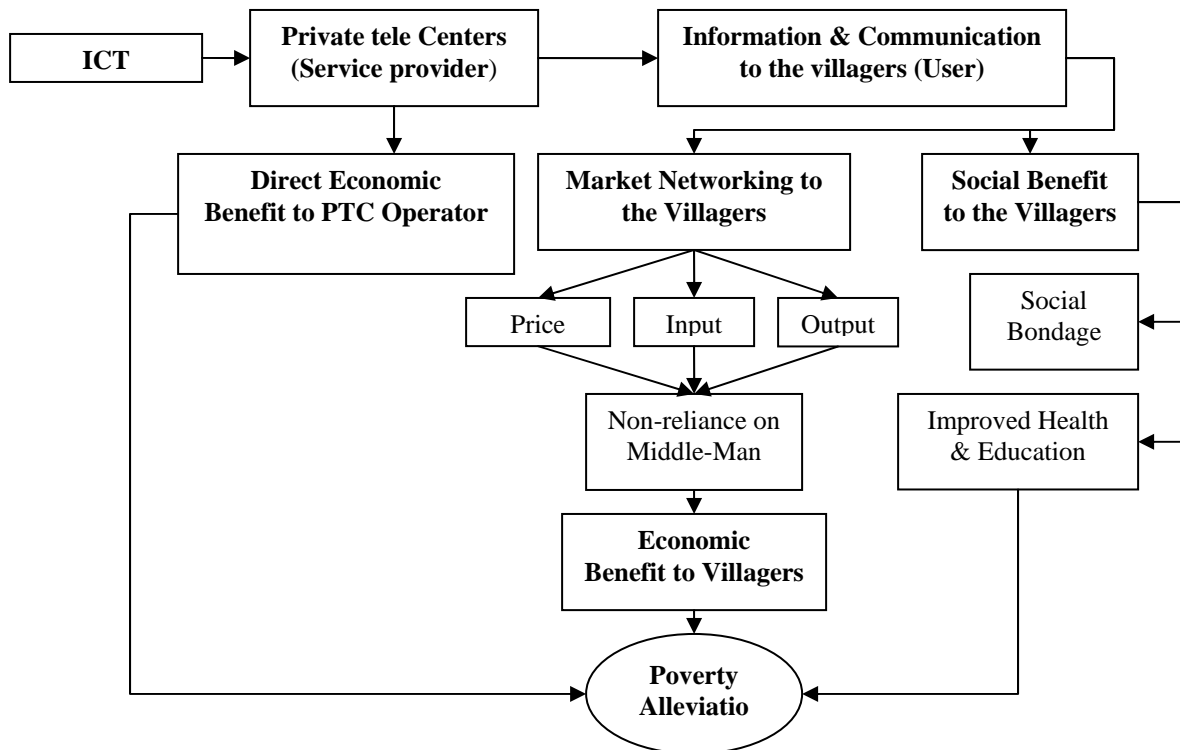 ICT
Private tele Centers
(Service provider)
Information & Communication
to the villagers (User)
Direct Economic
Benefit to PTC Operator
Market Networking to
the Villagers
Social Benefit
to the Villagers
Price
Input
Output
Social
Bondage
Non-reliance on
Middle-Man
Improved Health
& Education
Economic
Benefit to Villagers
Poverty
Alleviatio